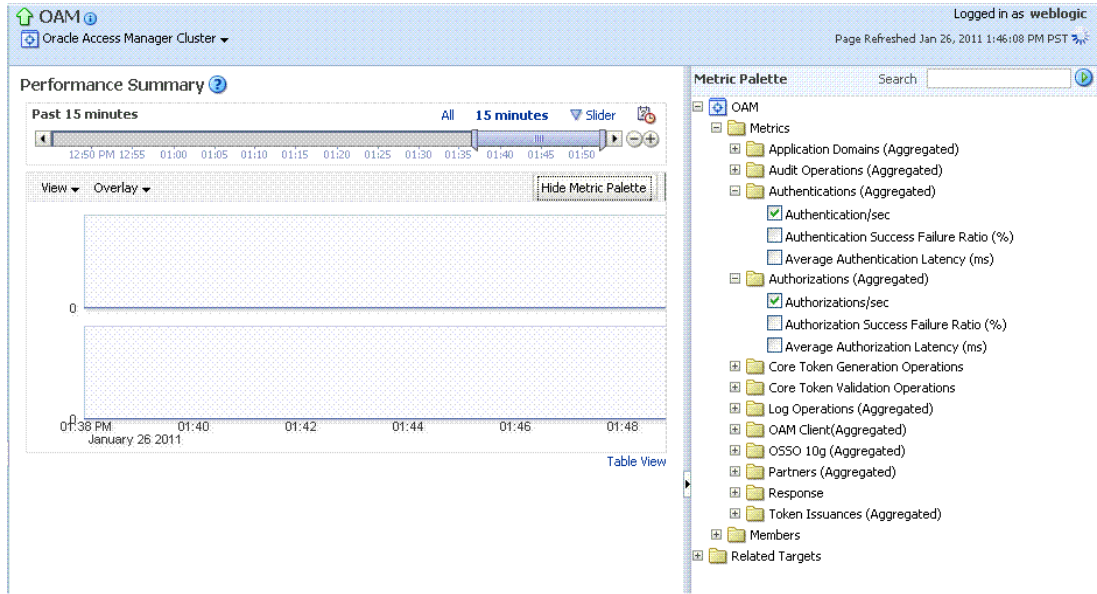 OAM
Logged in as weblogic
Oracle Access Manager Cluster
Page Refreshed Jan 26, 2011 1:46:08 PM PST
Performance Summary
Past 15 minutes
All 15 minutes Slider
12:50 PM 12:55 01:00 01:05 01:10 01:15 01:20 01:25 01:30 01:35 01:40 01:45 01:50
View Overlay Hide Metric Palette
0
0
01:38 PM 01:40 01:42 01:44 01:46 01:48
January 26 2011
Table View
Metric Palette Search
OAM
Metrics
Application Domains (Aggregated)
Audit Operations (Aggregated)
Authentications (Aggregated)
Authentication/sec
Authentication Success Failure Ratio (%)
Average Authentication Latency (ms)
Authorizations (Aggregated)
Authorizations/sec
Authorization Success Failure Ratio (%)
Average Authorization Latency (ms)
Core Token Generation Operations
Core Token Validation Operations
Log Operations (Aggregated)
OAM Client(Aggregated)
OSSO 10g (Aggregated)
Partners (Aggregated)
Response
Token Issuances (Aggregated)
Members
Related Targets